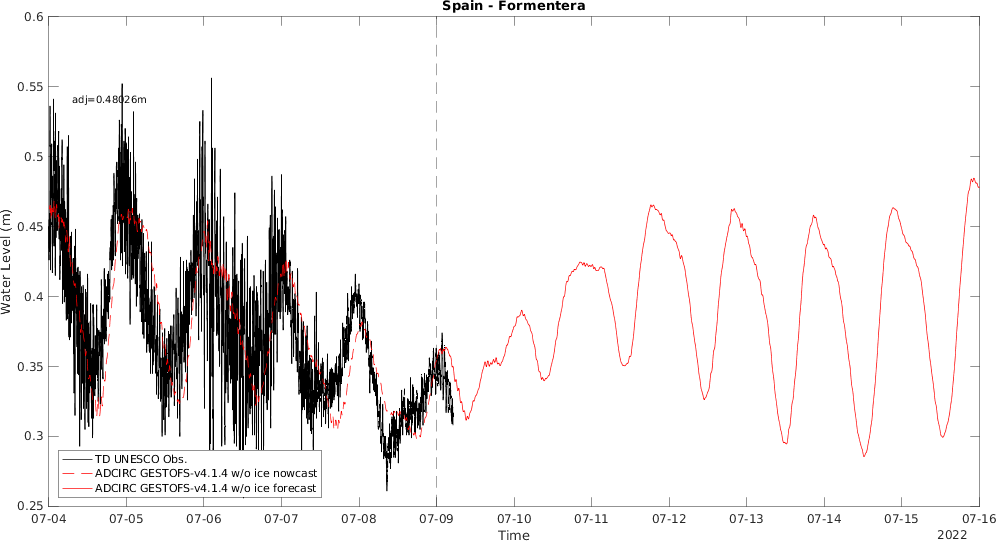 Spain - Formentera
0.6
0.55
0.5
0.45
0.4
0.35
0.3
0.25
Water Level (m)
adj=0.48026m
TD UNESCO Obs.
ADCIRC GESTOFS-v4.1.4 w/o ice nowcast
ADCIRC GESTOFS-v4.1.4 w/o ice forecast
07-04 07-05 07-06 07-07 07-08 07-09 07-10 07-11 07-12 07-13 07-14 07-15 07-16
Time
2022